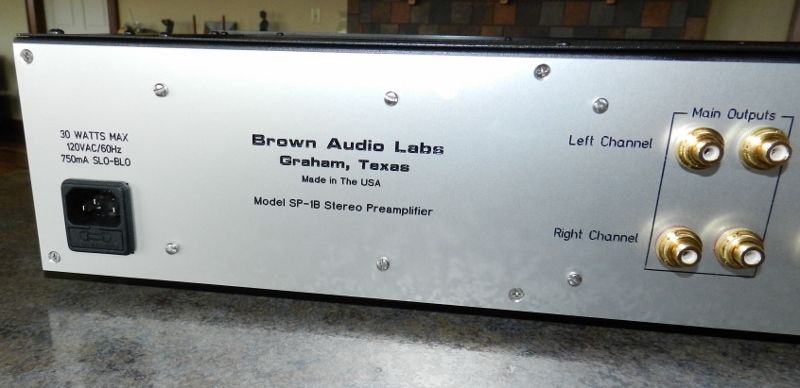 30 WATTS MAX
120VAC/60Hz
750mA SLO-BLO
Brown Audio Labs
Graham, Texas
Made in The USA
Model SP-1B Stereo Preamplifier
Main Outputs
Left Channel
Right Channel